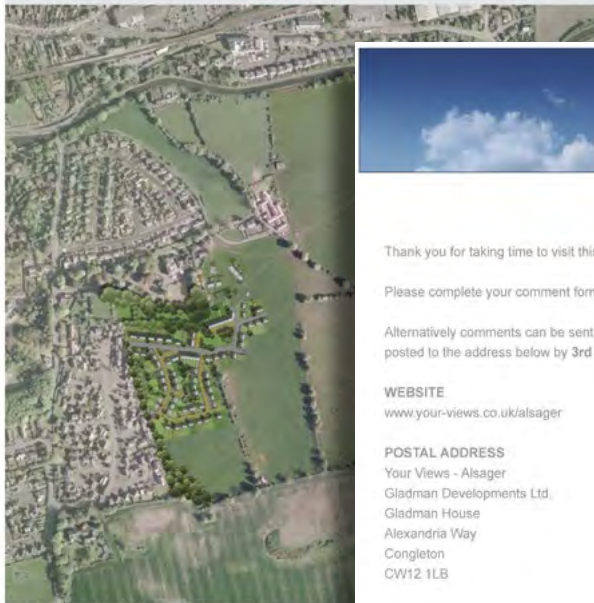 Thank you for taking time to visit this
Please complete your comment form
Alternatively comments can be sent
posted to the address below by 3rd
WEBSITE
www.your-views.co.uk/alsager
POSTAL ADDRESS
Your Views - Alsager
Gladman Developments Ltd
Gladman House
Alexandria Way
Congleton
CW12 1LB